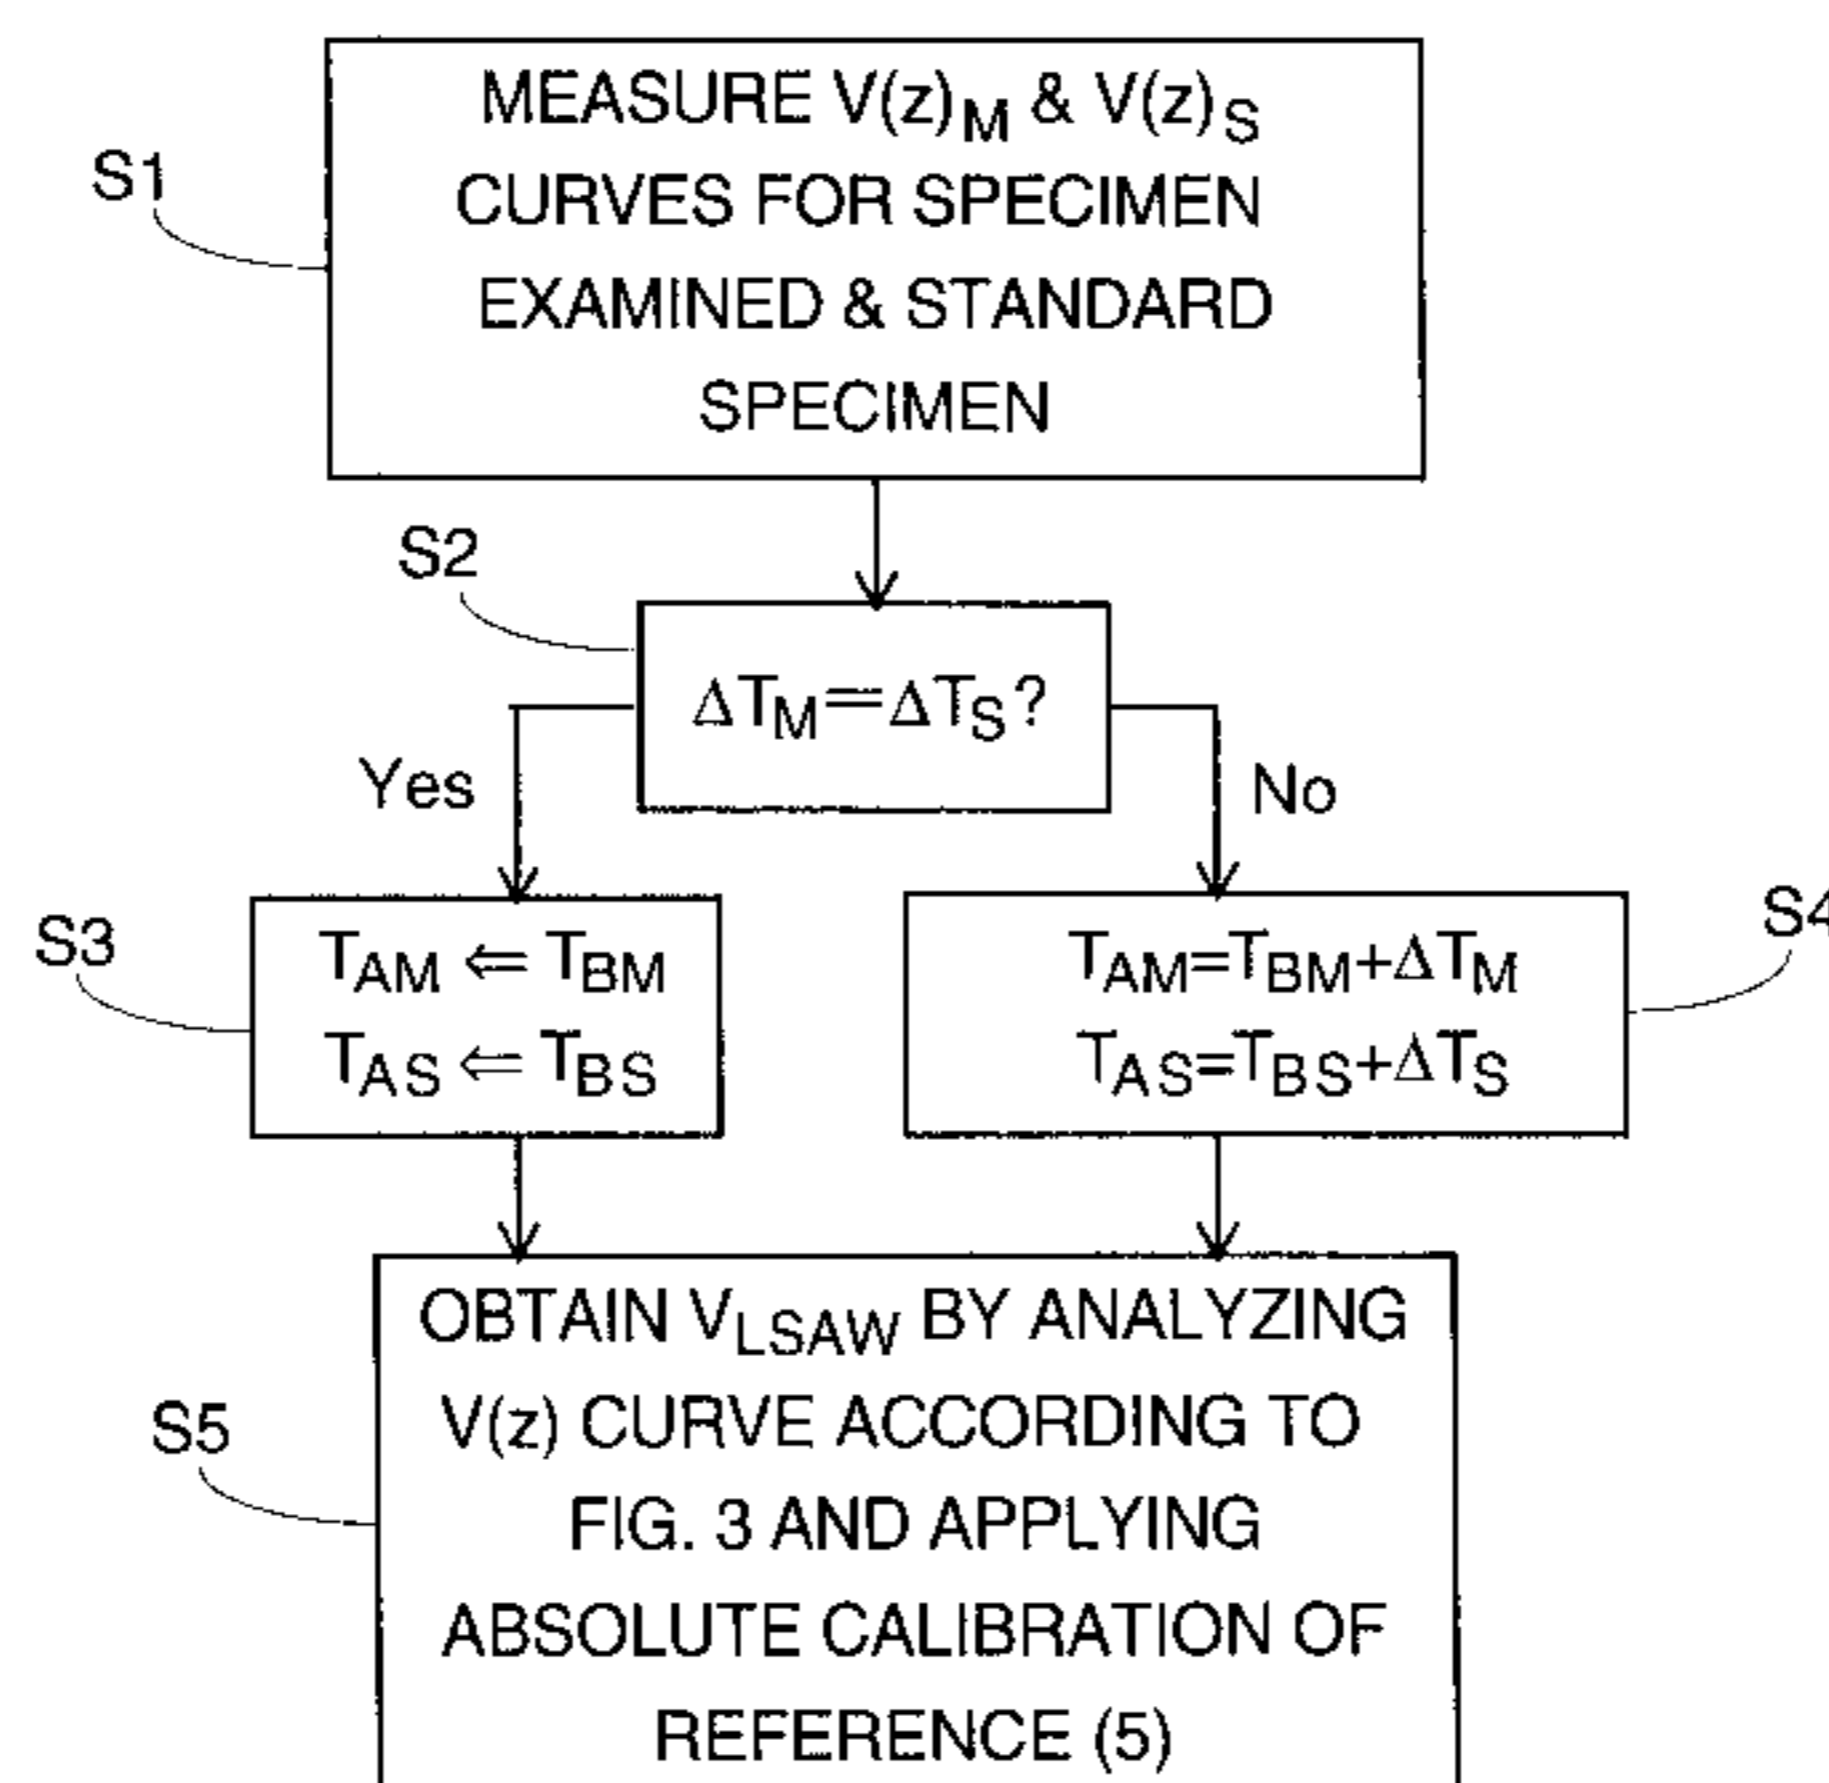 MEASURE V(z)M & V(z)S
CURVES FOR SPECIMEN
EXAMINED & STANDARD
SPECIMEN
S1
S2
ΔTM=ΔTS?
Yes
No
S3
TAM ⇐ TBM
TAS ⇐ TBS
S4
TAM=TBM+ΔTM
TAS=TBS+ΔTS
S5
OBTAIN VLSAW BY ANALYZING
V(z) CURVE ACCORDING TO
FIG. 3 AND APPLYING
ABSOLUTE CALIBRATION OF
REFERENCE (5)